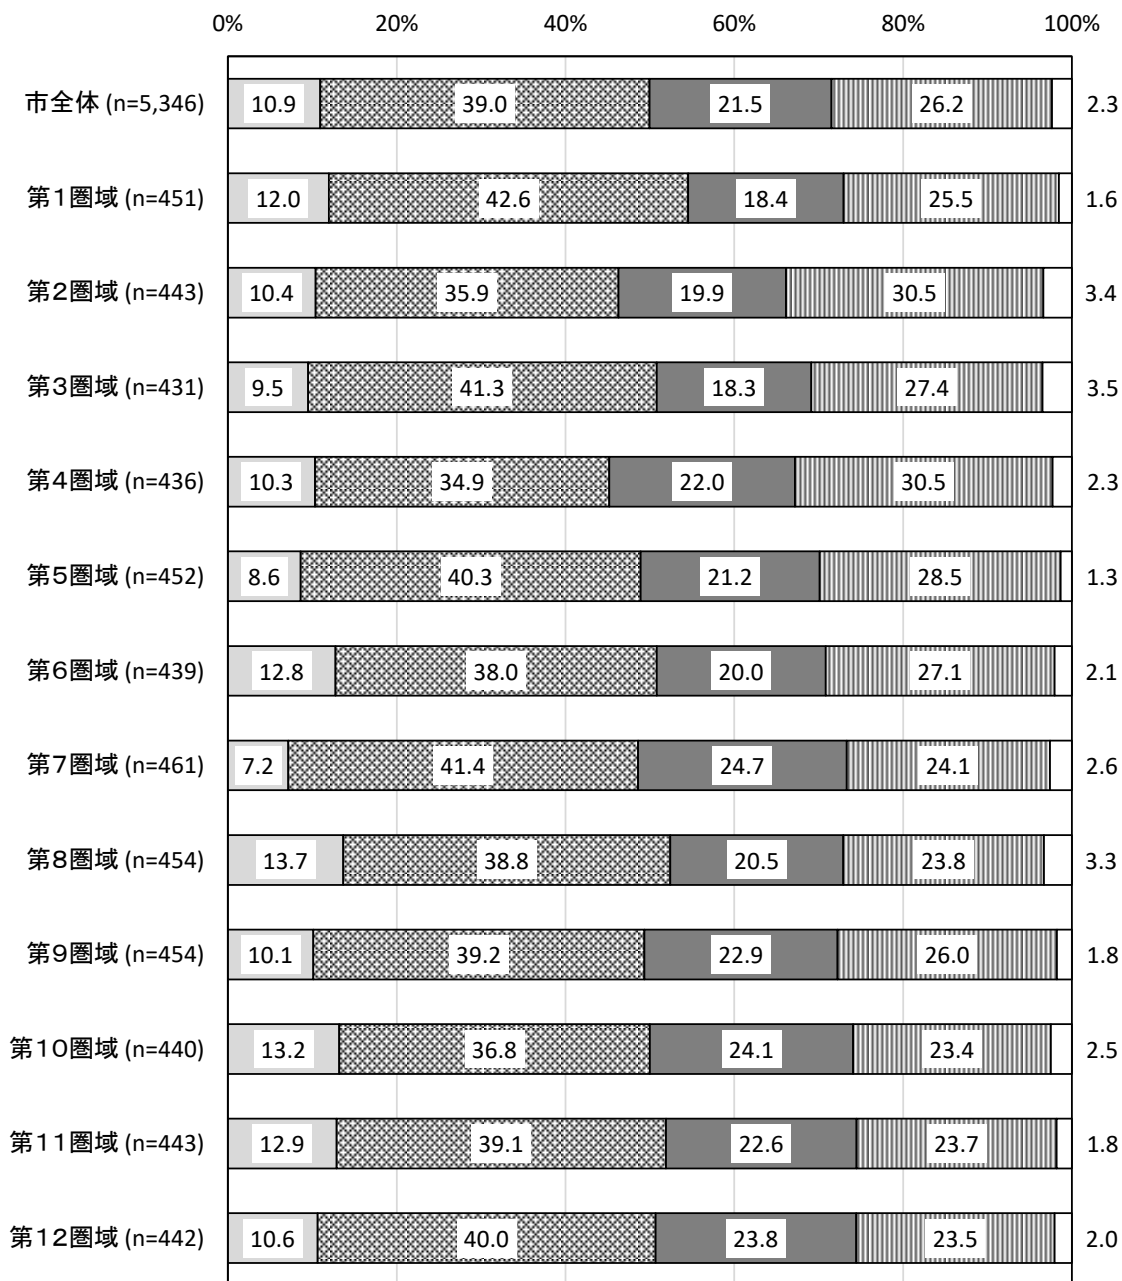 0% 20% 40% 60% 80% 100%
市全体 (n=5,346) 10.9 39.0 21.5 26.2 2.3
第1圏域 (n=451) 12.0 42.6 18.4 25.5 1.6
第2圏域 (n=443) 10.4 35.9 19.9 30.5 3.4
第3圏域 (n=431) 9.5 41.3 18.3 27.4 3.5
第4圏域 (n=436) 10.3 34.9 22.0 30.5 2.3
第5圏域 (n=452) 8.6 40.3 21.2 28.5 1.3
第6圏域 (n=439) 12.8 38.0 20.0 27.1 2.1
第7圏域 (n=461) 7.2 41.4 24.7 24.1 2.6
第8圏域 (n=454) 13.7 38.8 20.5 23.8 3.3
第9圏域 (n=454) 10.1 39.2 22.9 26.0 1.8
第10圏域 (n=440) 13.2 36.8 24.1 23.4 2.5
第11圏域 (n=443) 12.9 39.1 22.6 23.7 1.8
第12圏域 (n=442) 10.6 40.0 23.8 23.5 2.0